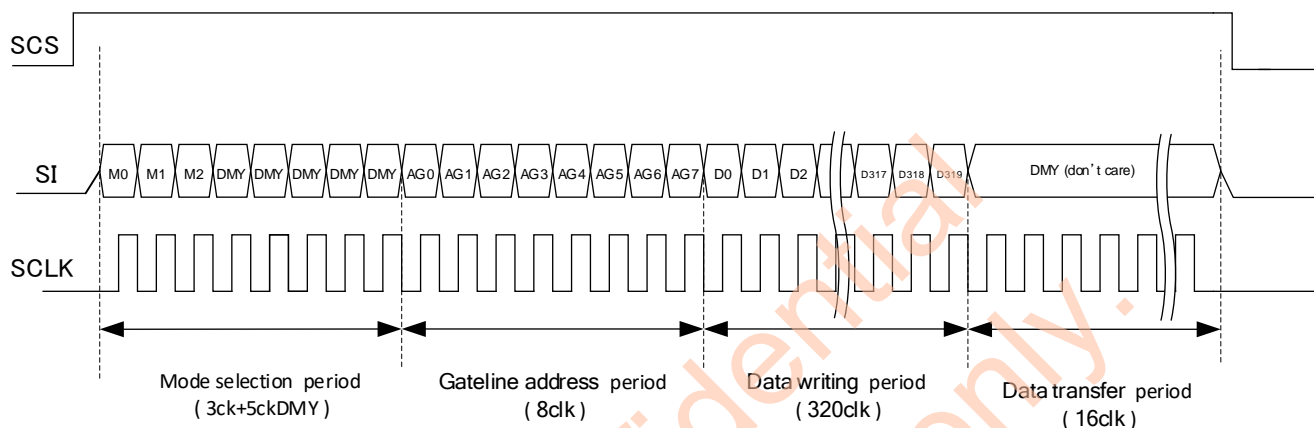 SCS
SI
M0 M1 M2 DMY DMY DMY DMY DMY AG0 AG1 AG2 AG3 AG4 AG5 AG6 AG7 D0 D1 D2 D317 D318 D319 DMY (don't care)
SCLK
Mode selection period
( 3ck+5ckDMY )
Gateline address period
( 8clk )
Data writing period
( 320clk )
Data transfer period
( 16clk )
fidential
only.